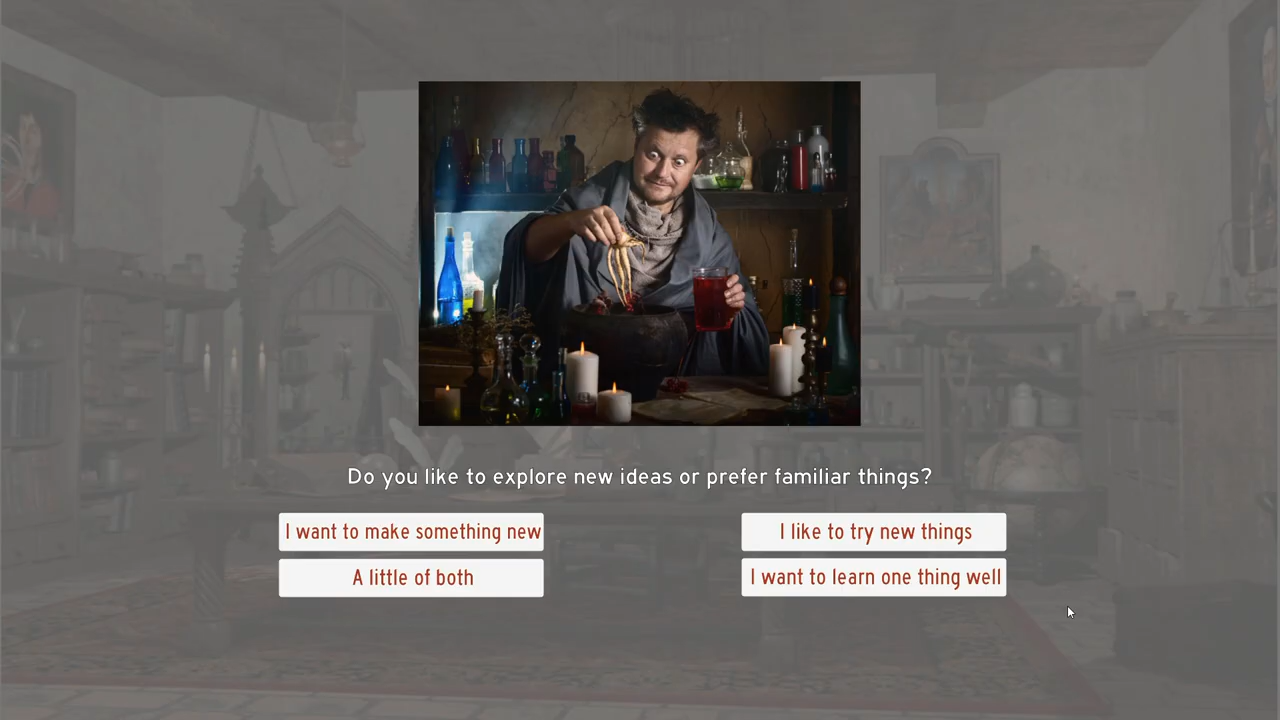 Do you like to explore new ideas or prefer familiar things?
I want to make something new
I like to try new things
A little of both
I want to learn one thing well